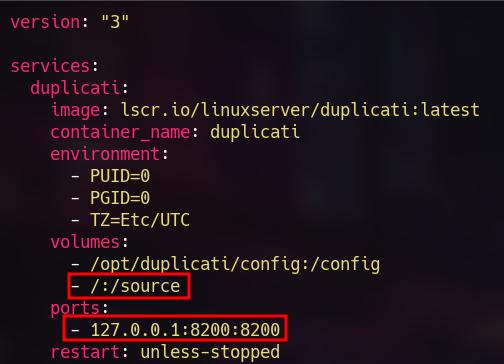 version: "3"
services:
duplicati:
image: lscr.io/linuxserver/duplicati:latest
container_name: duplicati
environment:
- PUID=0
- PGID=0
- TZ=Etc/UTC
volumes:
- /opt/duplicati/config:/config
- /:/source
ports:
- 127.0.0.1:8200:8200
restart: unless-stopped